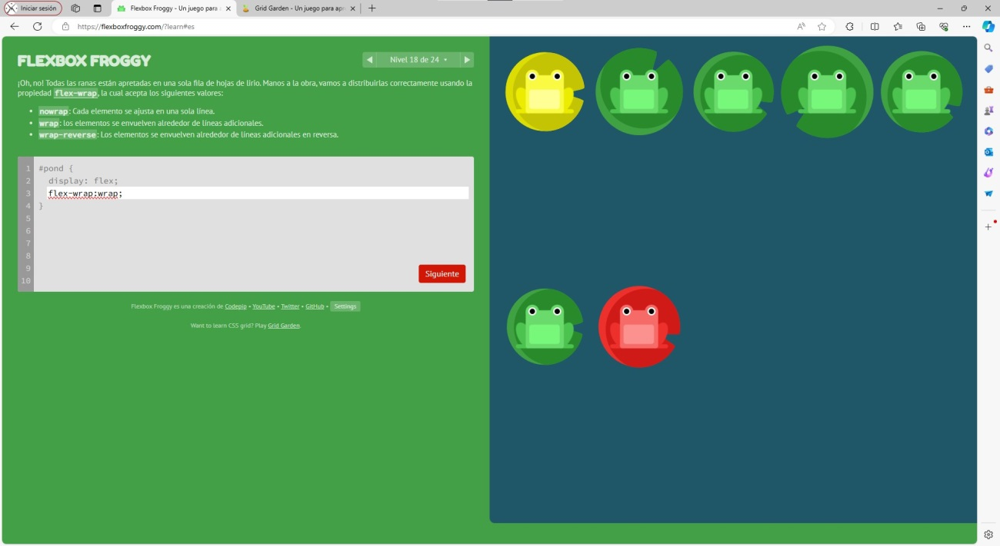 Iniciar sesión
Flexbox Froggy - Un juego para
Grid Garden - Un juego para apr
https://flexboxfroggy.com/?learn#es
FLEXBOX FROGGY
Nivel 18 de 24
¡Oh, no! Todas las ranas están apretadas en una sola fila de hojas de lirio. Manos a la obra, vamos a distribuirlas correctamente usando la
propiedad flex-wrap, la cual acepta los siguientes valores:
• nowrap: Cada elemento se ajusta en una sola línea.
• wrap: los elementos se envuelven alrededor de líneas adicionales.
• wrap-reverse: Los elementos se envuelven alrededor de líneas adicionales en reversa.
1 #pond {
2 display: flex;
3 flex-wrap:wrap;
4 }
5
6
7
8
9
10
Siguiente
Flexbox Froggy es una creación de Codepip • YouTube • Twitter • GitHub • Settings
Want to learn CSS grid? Play Grid Garden.